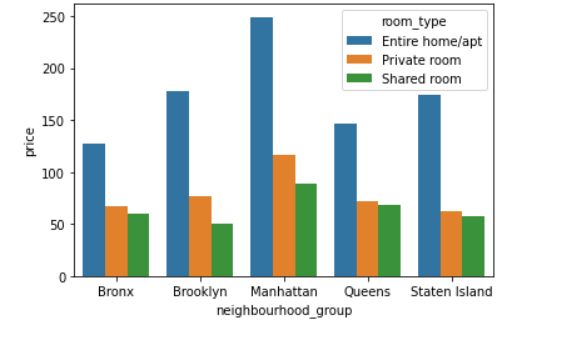 250
200
150
100
50
0
price
room_type
Entire home/apt
Private room
Shared room
Bronx Brooklyn Manhattan Queens Staten Island
neighbourhood_group